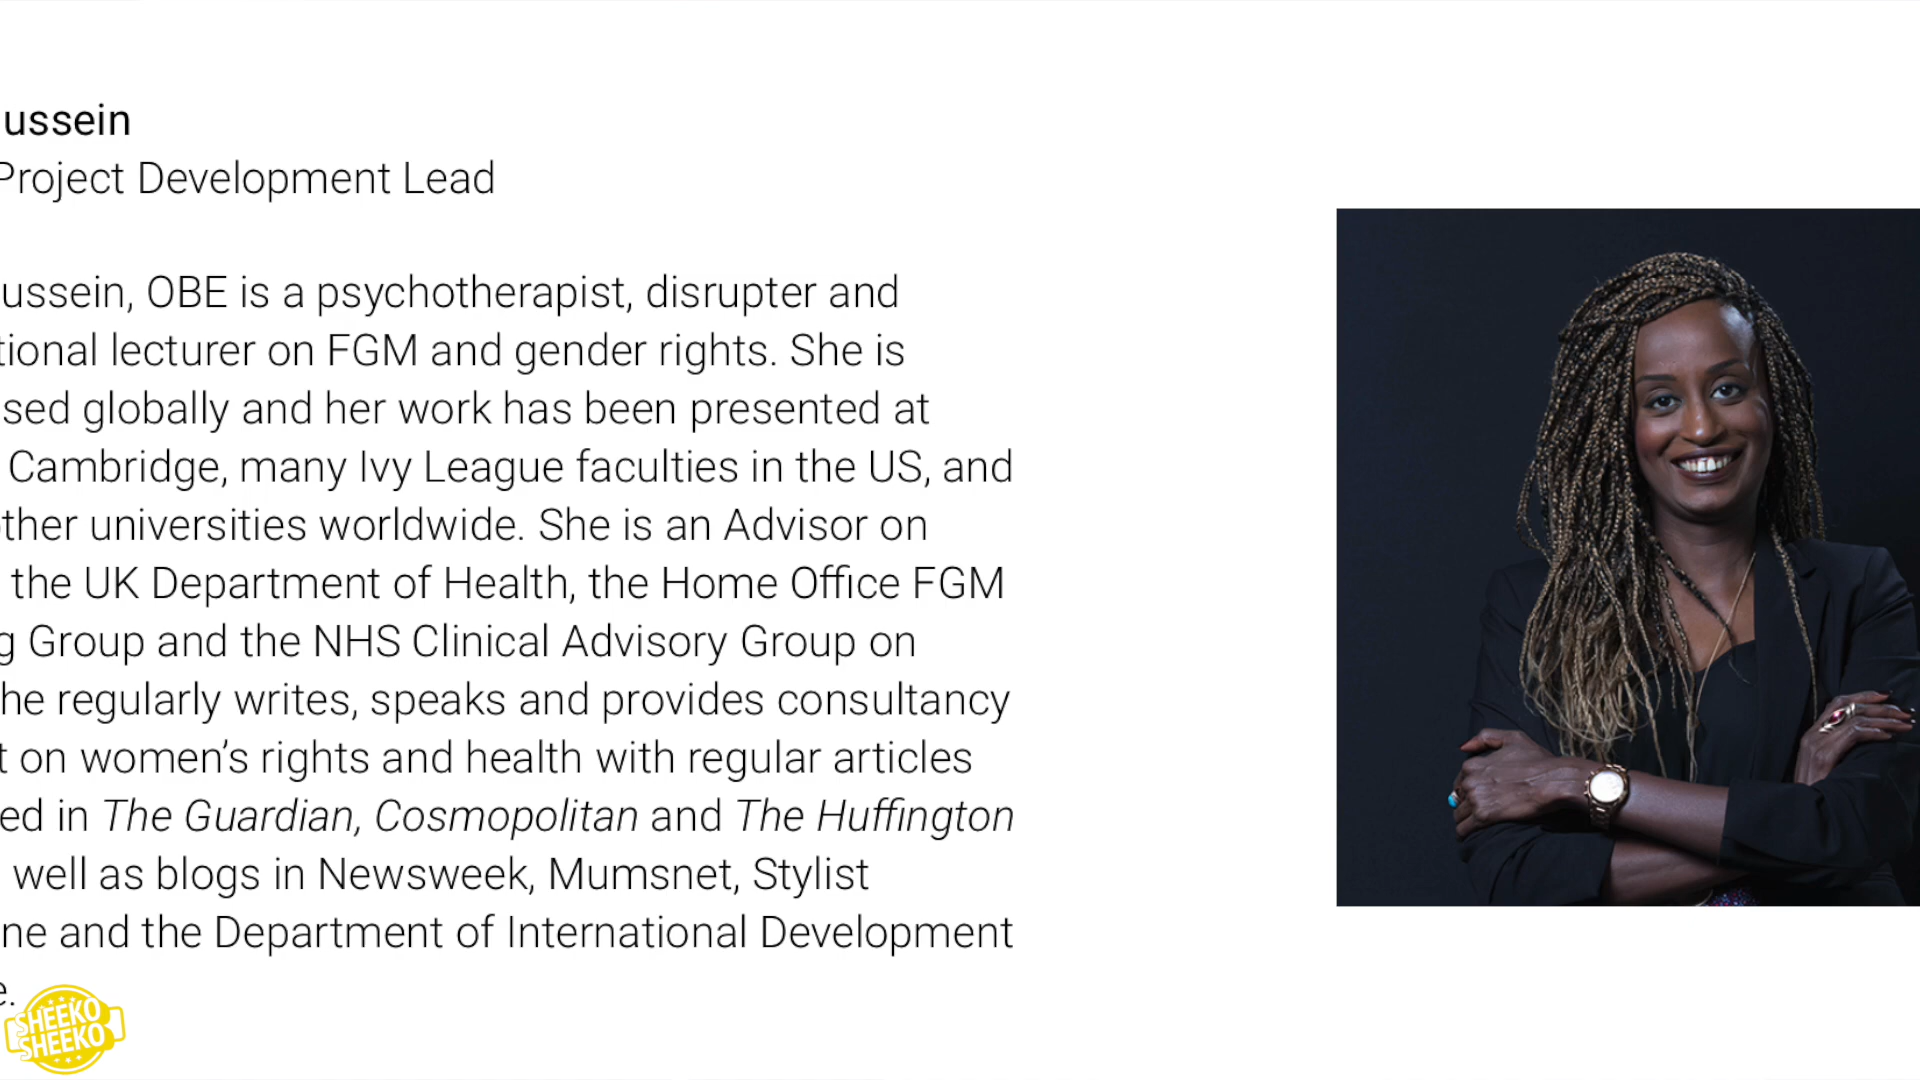 ussein
Project Development Lead
ussein, OBE is a psychotherapist, disrupter and
tional lecturer on FGM and gender rights. She is
sed globally and her work has been presented at
Cambridge, many Ivy League faculties in the US, and
ther universities worldwide. She is an Advisor on
the UK Department of Health, the Home Office FGM
g Group and the NHS Clinical Advisory Group on
he regularly writes, speaks and provides consultancy
t on women’s rights and health with regular articles
ed in The Guardian, Cosmopolitan and The Huffington
well as blogs in Newsweek, Mumsnet, Stylist
ne and the Department of International Development
e.
SHEEKO
SHEEKO